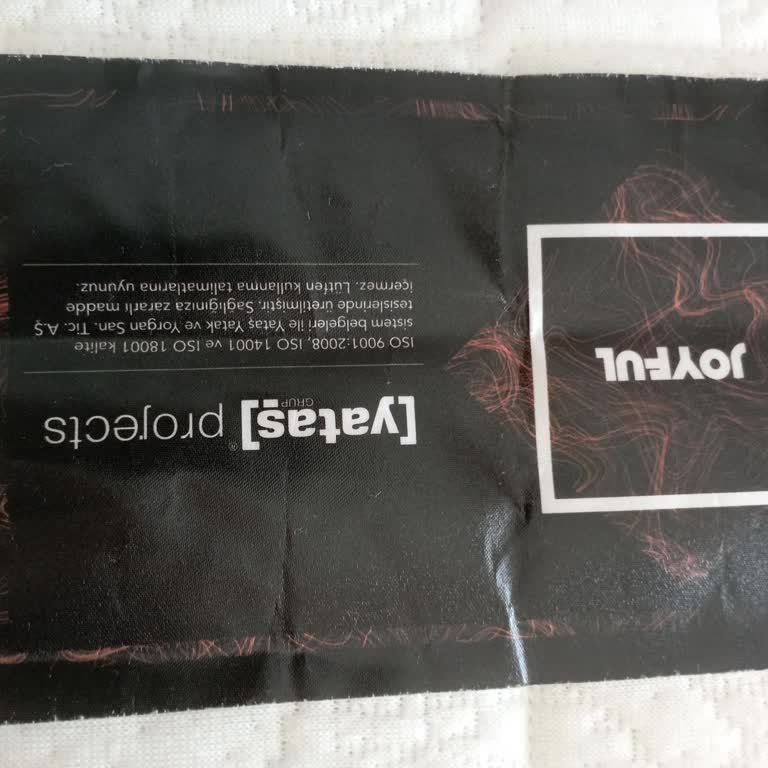 JOYFUL
[yataş] projects®
GRUP
ISO 9001:2008, ISO 14001 ve ISO 18001 kalite
sistem belgeleri ile Yataş Yatak ve Yorgan San. Tic. A.Ş
tesislerinde üretilmiştir. Sağlığınıza zararlı madde
içermez. Lütfen kullanma talimatlarına uyunuz.